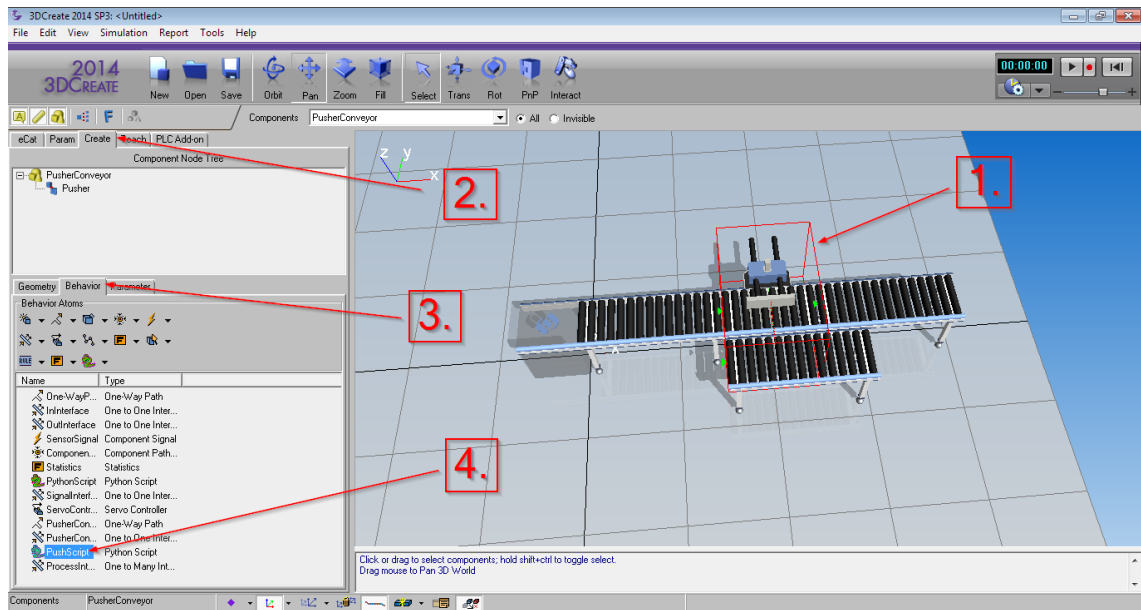 3DCreate 2014 SP3: <Untitled>
File Edit View Simulation Report Tools Help
2014
3DCREATE
New Open Save Orbit Pan Zoom Fill Select Trans Rot PnP Interact
00:00:00
Components PusherConveyor All Invisible
eCat Param Create Teach PLC Add-on
Component Node Tree
PusherConveyor
Pusher
z y
x
1.
2.
Geometry Behavior Parameter
Behavior Atoms
3.
Name Type
One-WayP... One-Way Path
InInterface One to One Inter...
OutInterface One to One Inter...
SensorSignal Component Signal
Componen... Component Path...
Statistics Statistics
PythonScript Python Script
SignalInterf... One to One Inter...
ServoContr... Servo Controller
PusherCon... One-Way Path
PusherCon... One to One Inter...
PushScript Python Script
ProcessInt... One to Many Int...
4.
Click or drag to select components; hold shift+ctrl to toggle select.
Drag mouse to Pan 3D World
Components PusherConveyor